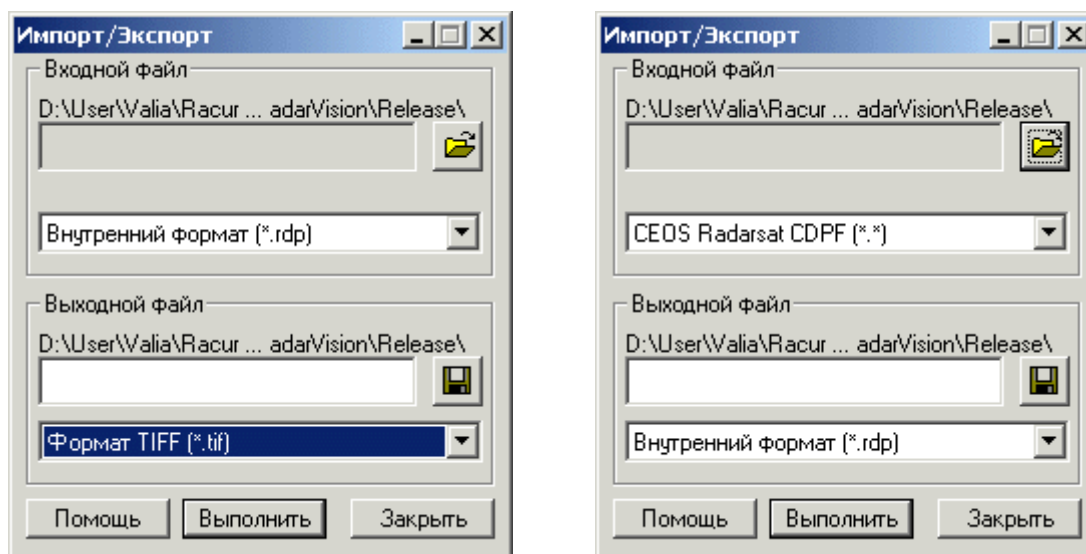 Импорт/Экспорт
Входной файл
D:\User\Valia\Racur ... adarVision\Release\
Внутренний формат (*.rdp)
Выходной файл
D:\User\Valia\Racur ... adarVision\Release\
Формат TIFF (*.tif)
Помощь Выполнить Закрыть
Импорт/Экспорт
Входной файл
D:\User\Valia\Racur ... adarVision\Release\
CEOS Radarsat CDPF (*.*)
Выходной файл
D:\User\Valia\Racur ... adarVision\Release\
Внутренний формат (*.rdp)
Помощь Выполнить Закрыть